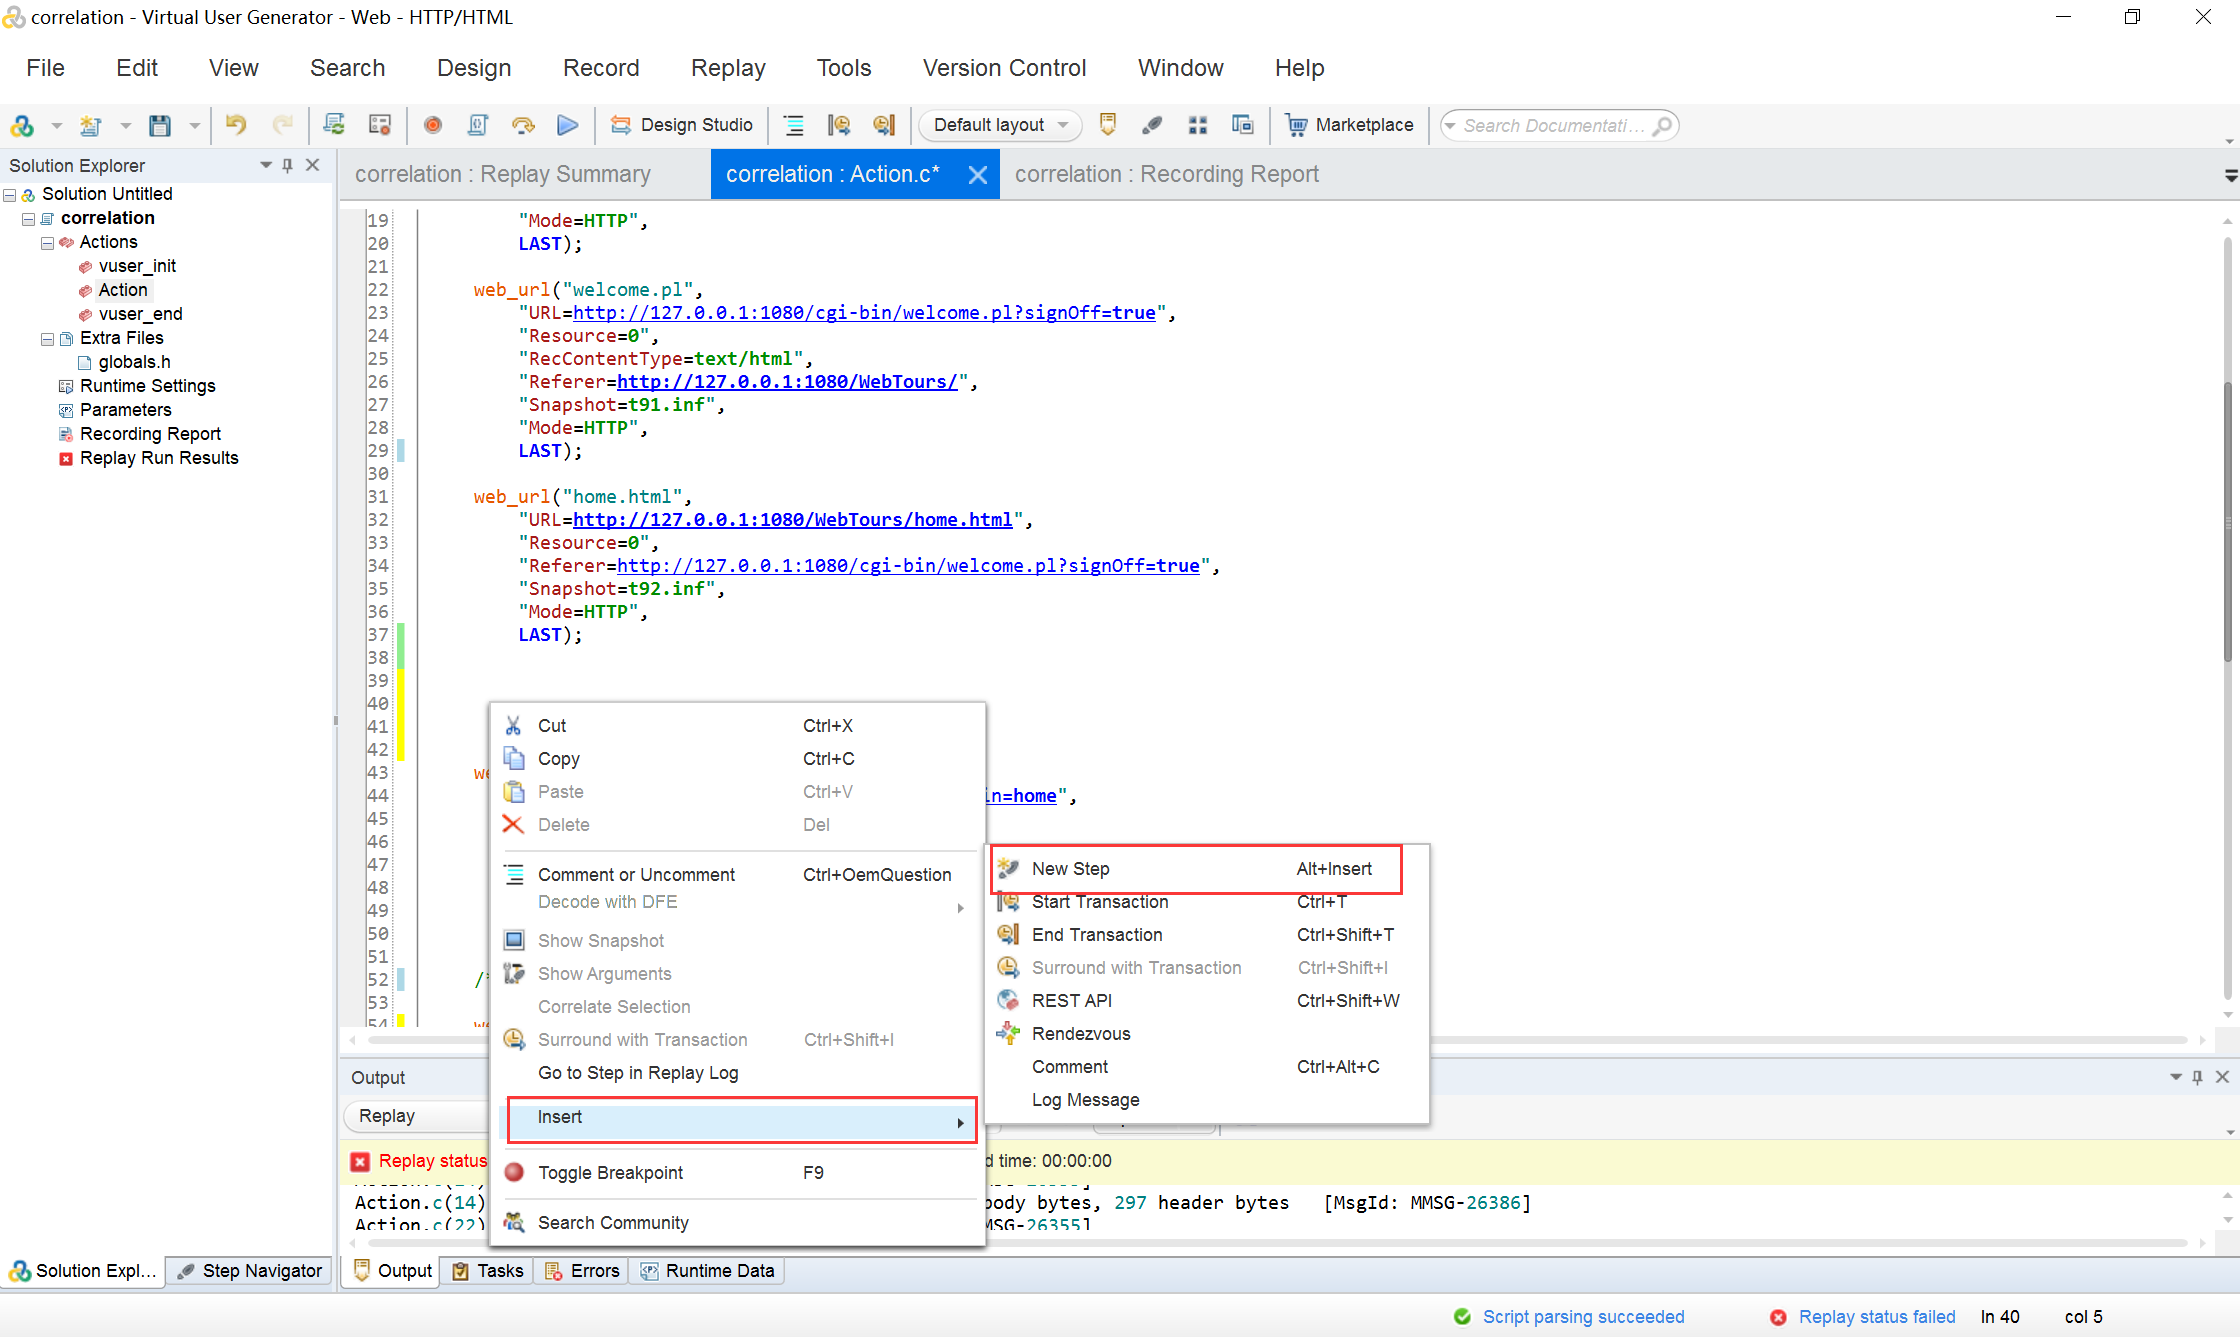 correlation - Virtual User Generator - Web - HTTP/HTML
File Edit View Search Design Record Replay Tools Version Control Window Help
Design Studio Default layout Marketplace Search Documentati...
Solution Explorer
Solution Untitled
correlation
Actions
vuser_init
Action
vuser_end
Extra Files
globals.h
Runtime Settings
Parameters
Recording Report
Replay Run Results
correlation : Replay Summary correlation : Action.c* correlation : Recording Report
19 "Mode=HTTP",
20 LAST);
21
22 web_url("welcome.pl",
23 "URL=http://127.0.0.1:1080/cgi-bin/welcome.pl?signOff=true",
24 "Resource=0",
25 "RecContentType=text/html",
26 "Referer=http://127.0.0.1:1080/WebTours/",
27 "Snapshot=t91.inf",
28 "Mode=HTTP",
29 LAST);
30
31 web_url("home.html",
32 "URL=http://127.0.0.1:1080/WebTours/home.html",
33 "Resource=0",
34 "Referer=http://127.0.0.1:1080/cgi-bin/welcome.pl?signOff=true",
35 "Snapshot=t92.inf",
36 "Mode=HTTP",
37 LAST);
38
39
40
41
42
43 we
44 in=home",
45
46
47
48
49
50
51
52 /*
53
54 we
Cut Ctrl+X
Copy Ctrl+C
Paste Ctrl+V
Delete Del
Comment or Uncomment Ctrl+OemQuestion
Decode with DFE
Show Snapshot
Show Arguments
Correlate Selection
Surround with Transaction Ctrl+Shift+I
Go to Step in Replay Log
Insert
Toggle Breakpoint F9
Search Community
New Step Alt+Insert
Start Transaction Ctrl+T
End Transaction Ctrl+Shift+T
Surround with Transaction Ctrl+Shift+I
REST API Ctrl+Shift+W
Rendezvous
Comment Ctrl+Alt+C
Log Message
Output
Replay
Replay status d time: 00:00:00
Action.c(14) body bytes, 297 header bytes [MsgId: MMSG-26386]
Action.c(22) MSG-26355]
Solution Expl... Step Navigator Output Tasks Errors Runtime Data
Script parsing succeeded Replay status failed ln 40 col 5